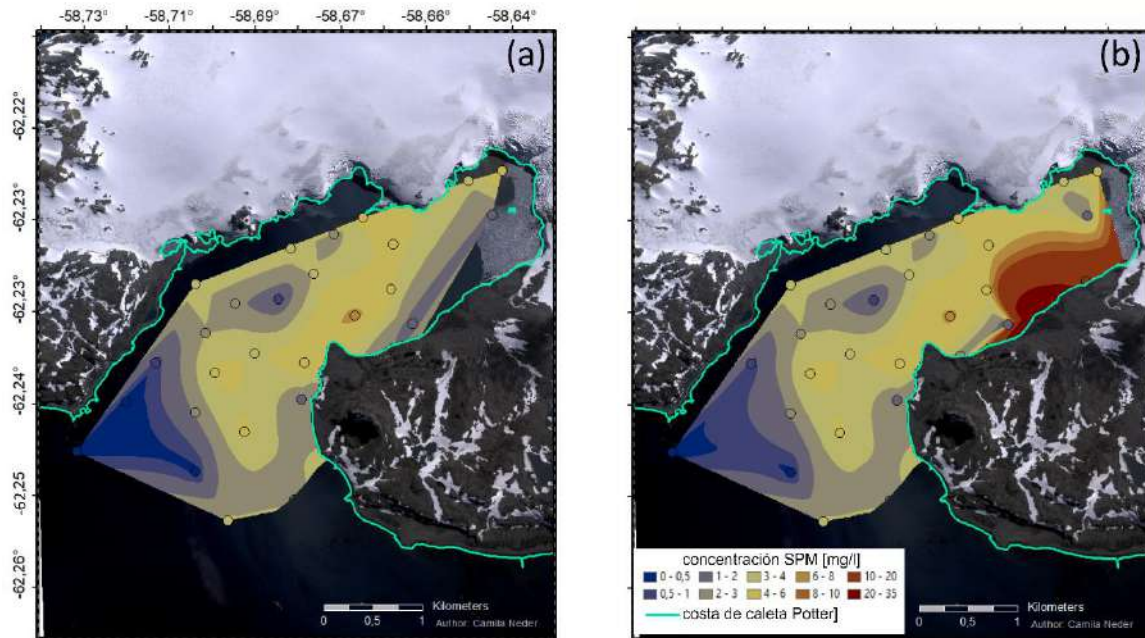 -58,73° -58,71° -58,69° -58,67° -58,66° -58,64°
(a)
(b)
-62,22°
-62,23°
-62,23°
-62,24°
-62,25°
-62,26°
Kilometers
0 0,5 1
Author: Camila Neder
concentración SPM [mg/l]
0 - 0,5 1 - 2 3 - 4 6 - 8 10 - 20
0,5 - 1 2 - 3 4 - 6 8 - 10 20 - 35
costa de caleta Potter]
Kilometers
0 0,5 1
Author: Camila Neder